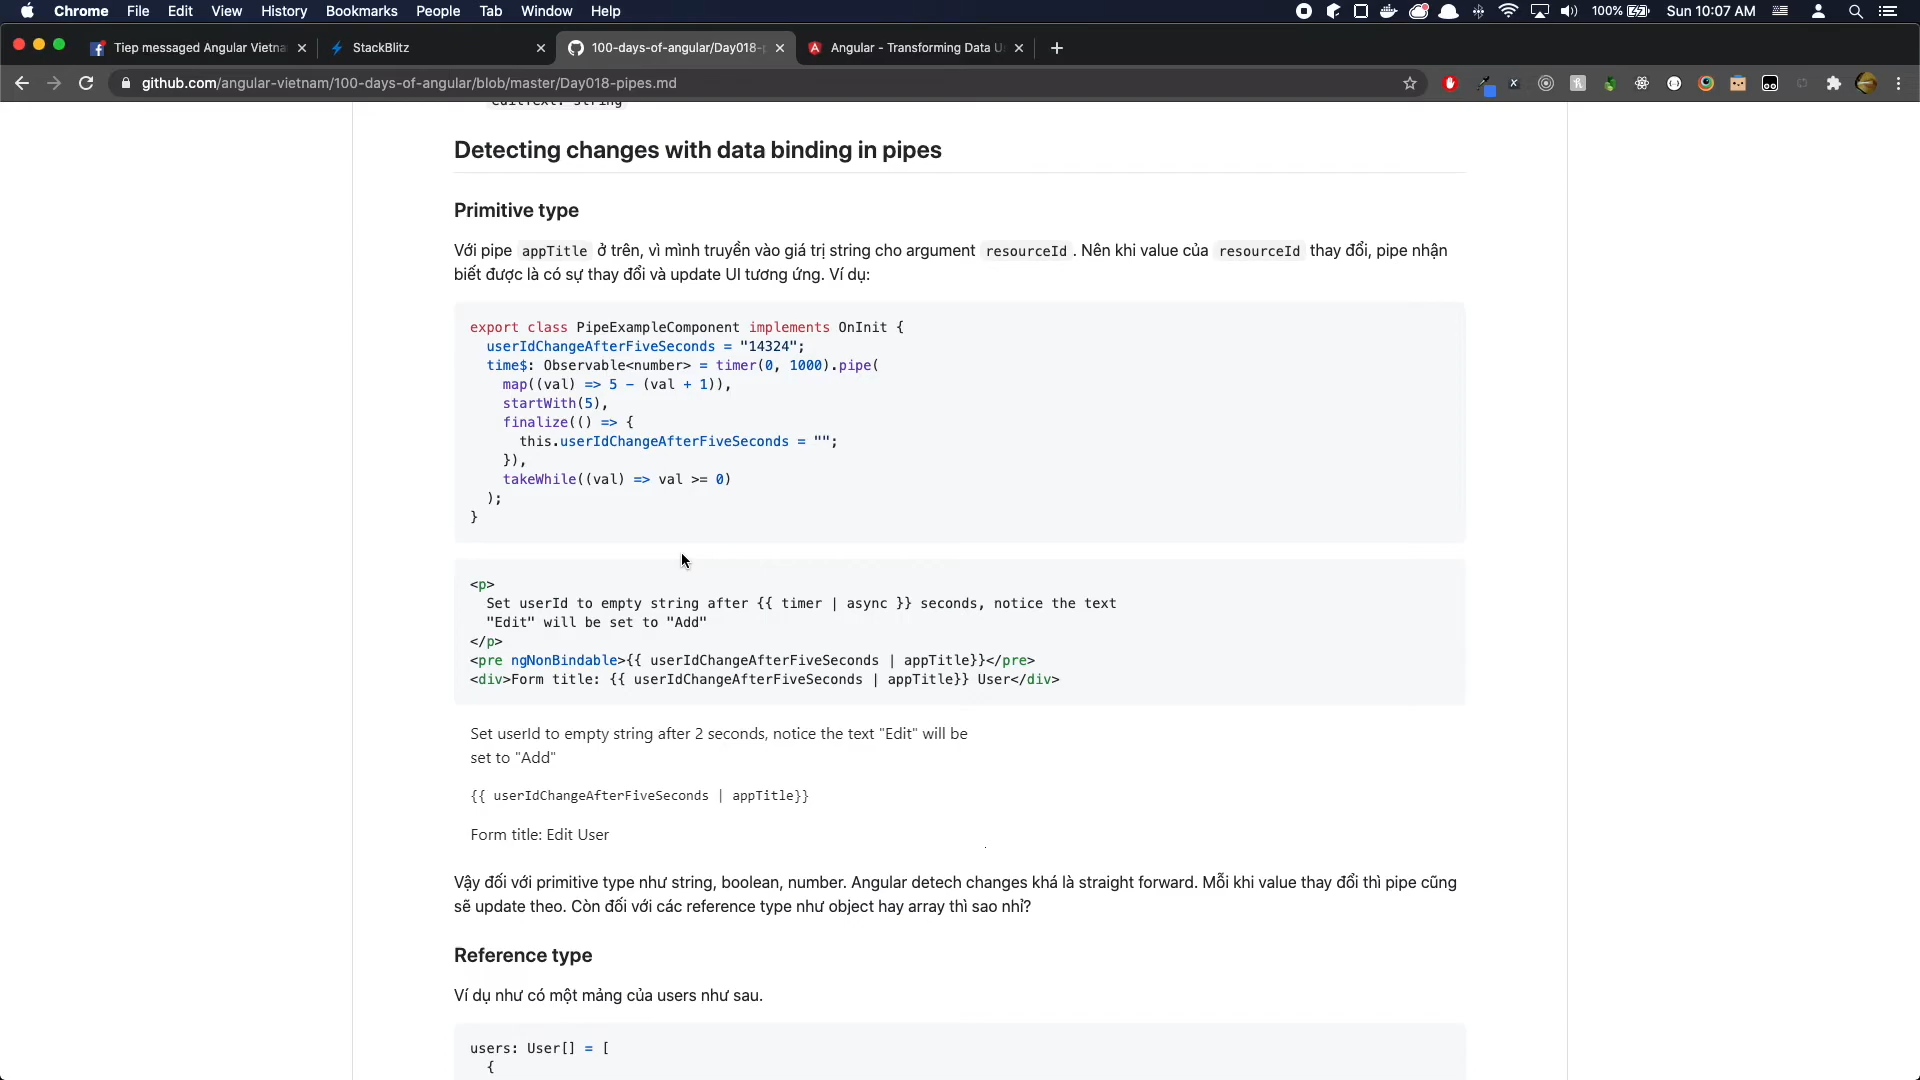 Chrome File Edit View History Bookmarks People Tab Window Help 100% Sun 10:07 AM
Tiep messaged Angular Vietna StackBlitz 100-days-of-angular/Day018- Angular - Transforming Data U
github.com/angular-vietnam/100-days-of-angular/blob/master/Day018-pipes.md
editText: string
Detecting changes with data binding in pipes
Primitive type
Với pipe appTitle ở trên, vì mình truyền vào giá trị string cho argument resourceId . Nên khi value của resourceId thay đổi, pipe nhận
biết được là có sự thay đổi và update UI tương ứng. Ví dụ:
export class PipeExampleComponent implements OnInit {
userIdChangeAfterFiveSeconds = "14324";
time$: Observable<number> = timer(0, 1000).pipe(
map((val) => 5 - (val + 1)),
startWith(5),
finalize(() => {
this.userIdChangeAfterFiveSeconds = "";
}),
takeWhile((val) => val >= 0)
);
}
<p>
Set userId to empty string after {{ timer | async }} seconds, notice the text
"Edit" will be set to "Add"
</p>
<pre ngNonBindable>{{ userIdChangeAfterFiveSeconds | appTitle}}</pre>
<div>Form title: {{ userIdChangeAfterFiveSeconds | appTitle}} User</div>
Set userId to empty string after 2 seconds, notice the text "Edit" will be
set to "Add"
{{ userIdChangeAfterFiveSeconds | appTitle}}
Form title: Edit User
Vậy đối với primitive type như string, boolean, number. Angular detech changes khá là straight forward. Mỗi khi value thay đổi thì pipe cũng
sẽ update theo. Còn đối với các reference type như object hay array thì sao nhỉ?
Reference type
Ví dụ như có một mảng của users như sau.
users: User[] = [
{